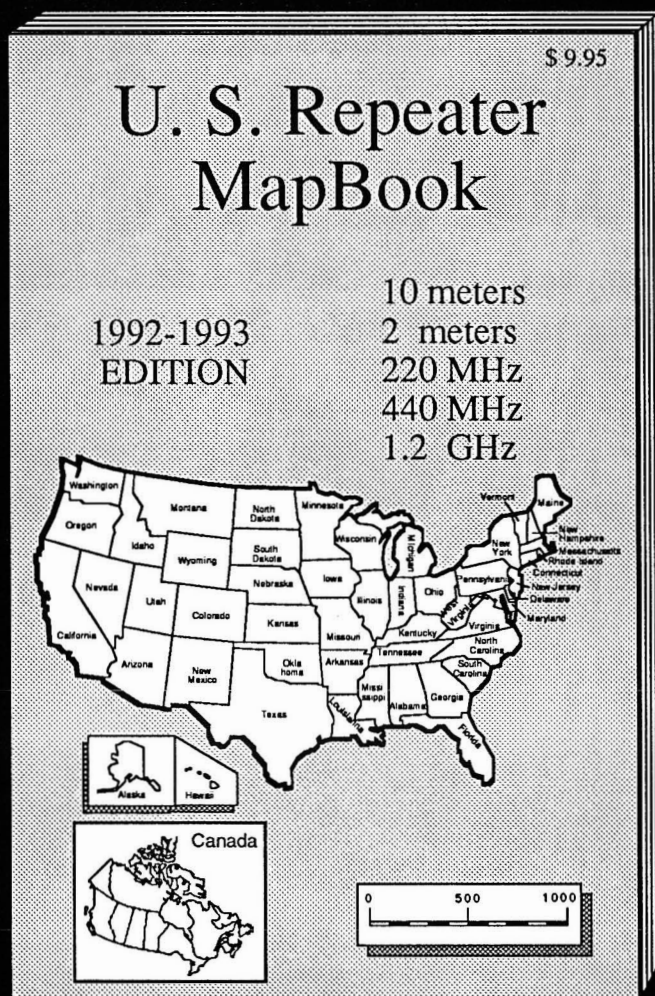 $ 9.95
U. S. Repeater
MapBook
1992-1993
EDITION
10 meters
2 meters
220 MHz
440 MHz
1.2 GHz
Washington
Oregon
California
Nevada
Idaho
Montana
Wyoming
Utah
Arizona
Colorado
New
Mexico
North
Dakota
South
Dakota
Nebraska
Kansas
Okla
homa
Texas
Minnesota
Iowa
Missouri
Arkansas
Louisiana
Wisconsin
Illinois
Michigan
Indiana
Ohio
Kentucky
Tennessee
Missi
ssippi
Alabama
Georgia
Florida
South
Carolina
North
Carolina
Virginia
West
Virginia
Pennsylvania
New
York
Vermont
Maine
New
Hampshire
Massachusetts
Rhode Island
Connecticut
New Jersey
Delaware
Maryland
Alaska
Hawaii
Canada
0 500 1000